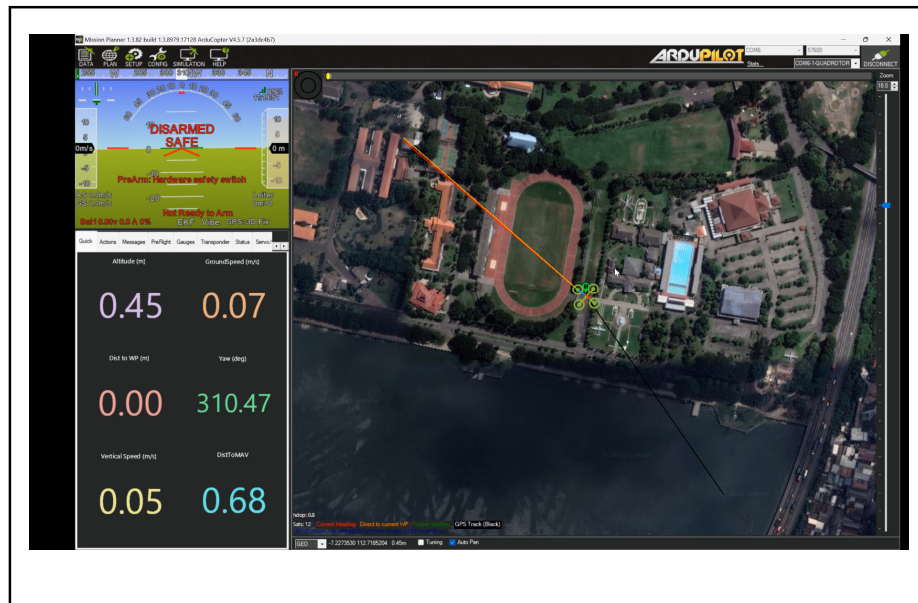 Mission Planner 1.3.82 build 1.3.8979.17128 ArduCopter V4.5.7 (2a3dc4b7)
DATA PLAN SETUP CONFIG SIMULATION HELP
ARDUPILOT
COM6 57600
Stats...
COM6-1-QUADROTOR
DISCONNECT
Zoom
18.0
DISARMED
SAFE
0m/s
0 m
PreArm: Hardware safety switch
Not Ready to Arm
EKF Vibe GPS: 3D Fix
Quick Actions Messages PreFlight Gauges Transponder Status Servo/
Altitude (m) GroundSpeed (m/s)
0.45 0.07
Dist to WP (m) Yaw (deg)
0.00 310.47
Vertical Speed (m/s) DistToMAV
0.05 0.68
hdop: 0.8
Sats: 12 Current Heading Direct to current WP Target Heading GPS Track (Black)
GEO -7.2273530 112.7185204 0.45m Tuning Auto Pan